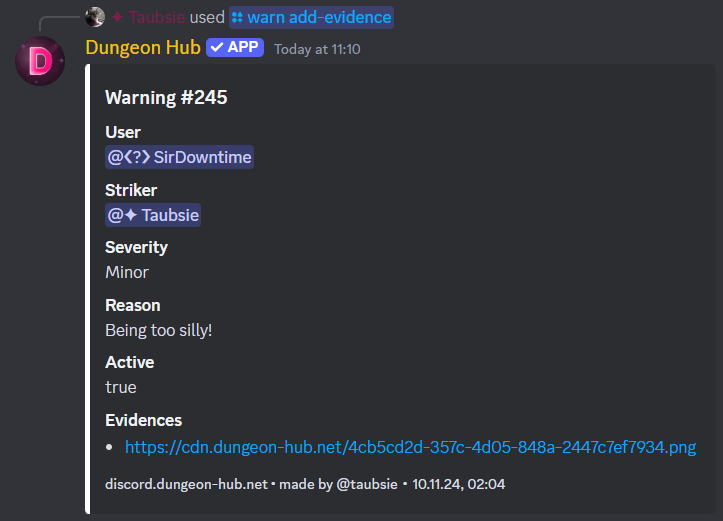 ✦ Taubsie used warn add-evidence
D
Dungeon Hub ✓ APP Today at 11:10
Warning #245
User
@❮?❯ SirDowntime
Striker
@✦ Taubsie
Severity
Minor
Reason
Being too silly!
Active
true
Evidences
• https://cdn.dungeon-hub.net/4cb5cd2d-357c-4d05-848a-2447c7ef7934.png
discord.dungeon-hub.net • made by @taubsie • 10.11.24, 02:04